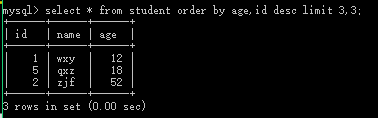 mysql> select * from student order by age,id desc limit 3,3;
+------+------+------+
| id | name | age |
+------+------+------+
| 1 | wxy | 12 |
| 5 | qxz | 18 |
| 2 | zjf | 52 |
+------+------+------+
3 rows in set (0.00 sec)